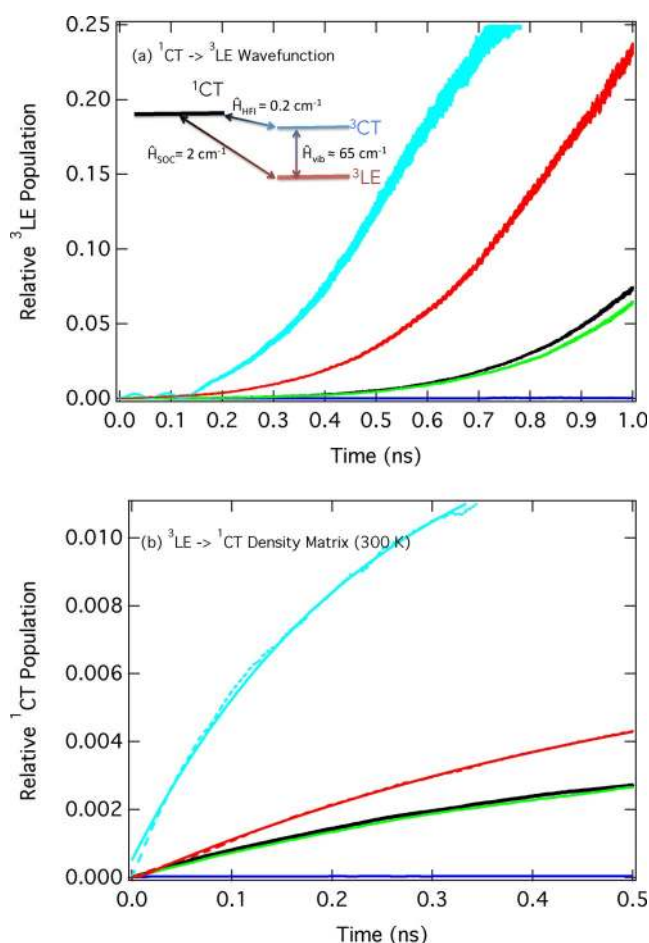 0.25
(a) ¹CT -> ³LE Wavefunction
¹CT
Ĥ_HFI = 0.2 cm⁻¹
³CT
Ĥ_SOC= 2 cm⁻¹
Ĥ_vib ≈ 65 cm⁻¹
³LE
0.20
0.15
0.10
0.05
0.00
Relative ³LE Population
0.0 0.1 0.2 0.3 0.4 0.5 0.6 0.7 0.8 0.9 1.0
Time (ns)
0.010
(b) ³LE -> ¹CT Density Matrix (300 K)
0.008
0.006
0.004
0.002
0.000
Relative ¹CT Population
0.0 0.1 0.2 0.3 0.4 0.5
Time (ns)